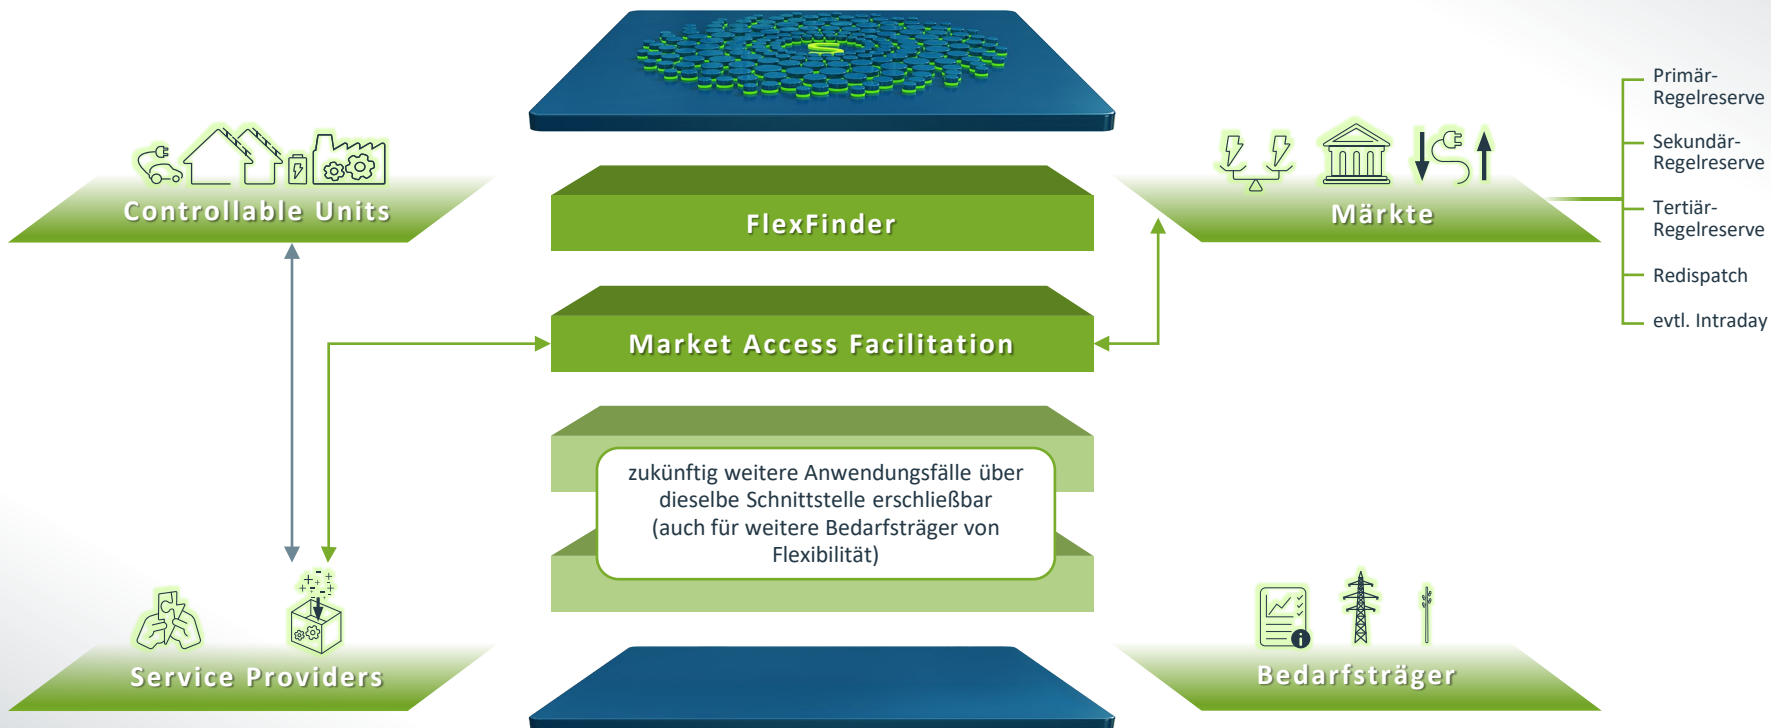 Controllable Units
FlexFinder
Märkte
Primär-
Regelreserve
Sekundär-
Regelreserve
Tertiär-
Regelreserve
Redispatch
evtl. Intraday
Market Access Facilitation
zukünftig weitere Anwendungsfälle über
dieselbe Schnittstelle erschließbar
(auch für weitere Bedarfsträger von
Flexibilität)
Service Providers
Bedarfsträger